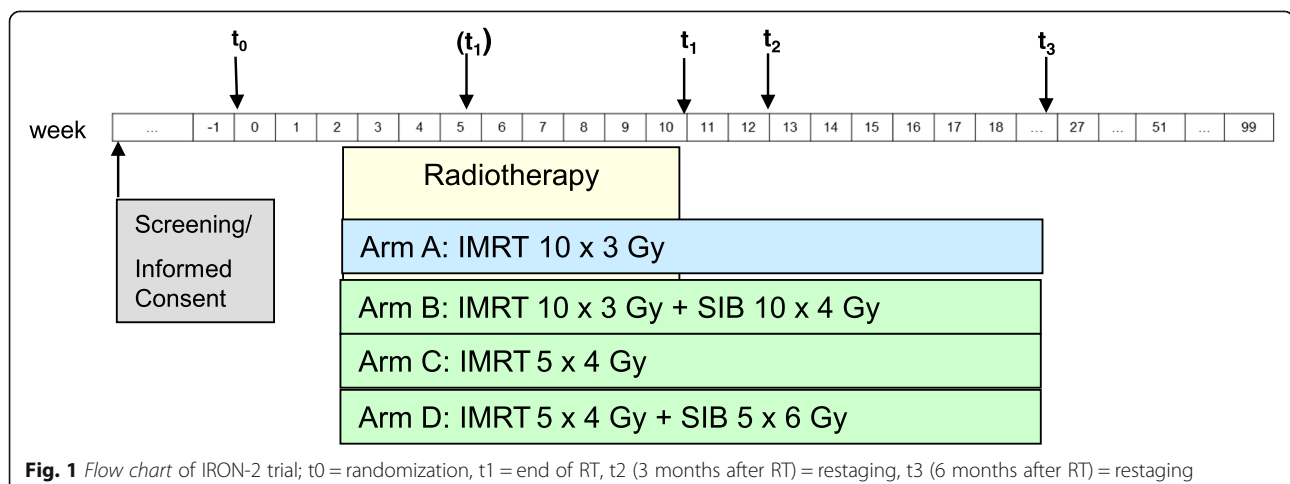 t0 (t1) t1 t2 t3
week ... -1 0 1 2 3 4 5 6 7 8 9 10 11 12 13 14 15 16 17 18 ... 27 ... 51 ... 99
Radiotherapy
Screening/
Informed
Consent
Arm A: IMRT 10 x 3 Gy
Arm B: IMRT 10 x 3 Gy + SIB 10 x 4 Gy
Arm C: IMRT 5 x 4 Gy
Arm D: IMRT 5 x 4 Gy + SIB 5 x 6 Gy
Fig. 1 Flow chart of IRON-2 trial; t0 = randomization, t1 = end of RT, t2 (3 months after RT) = restaging, t3 (6 months after RT) = restaging